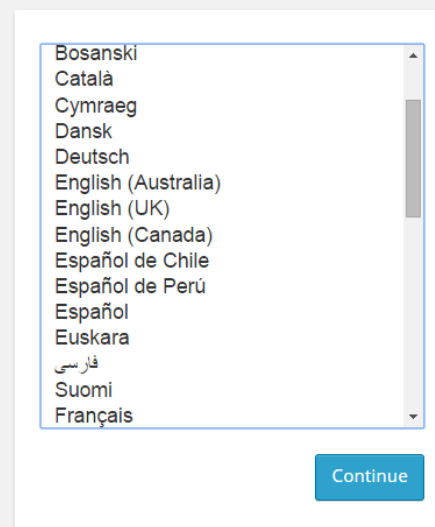 Bosanski
Català
Cymraeg
Dansk
Deutsch
English (Australia)
English (UK)
English (Canada)
Español de Chile
Español de Perú
Español
Euskara
فارسی
Suomi
Français
Continue